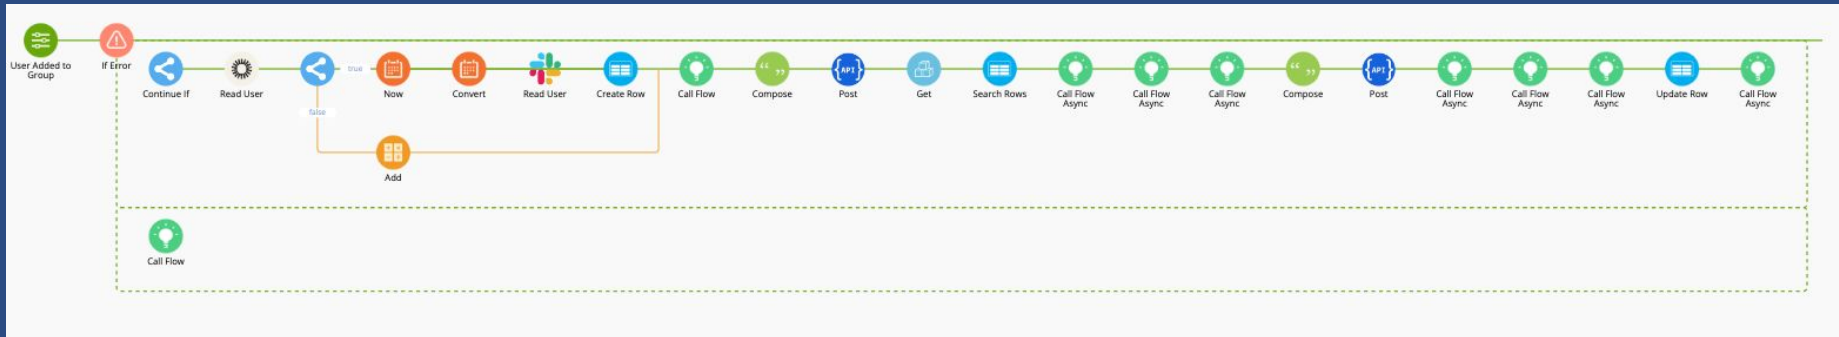 User Added to
Group
If Error
Continue If
Read User
true
false
Now
Convert
Read User
Create Row
Call Flow
Compose
{API}
Post
Get
Search Rows
Call Flow
Async
Call Flow
Async
Call Flow
Async
Compose
{API}
Post
Call Flow
Async
Call Flow
Async
Call Flow
Async
Update Row
Call Flow
Async
Add
Call Flow